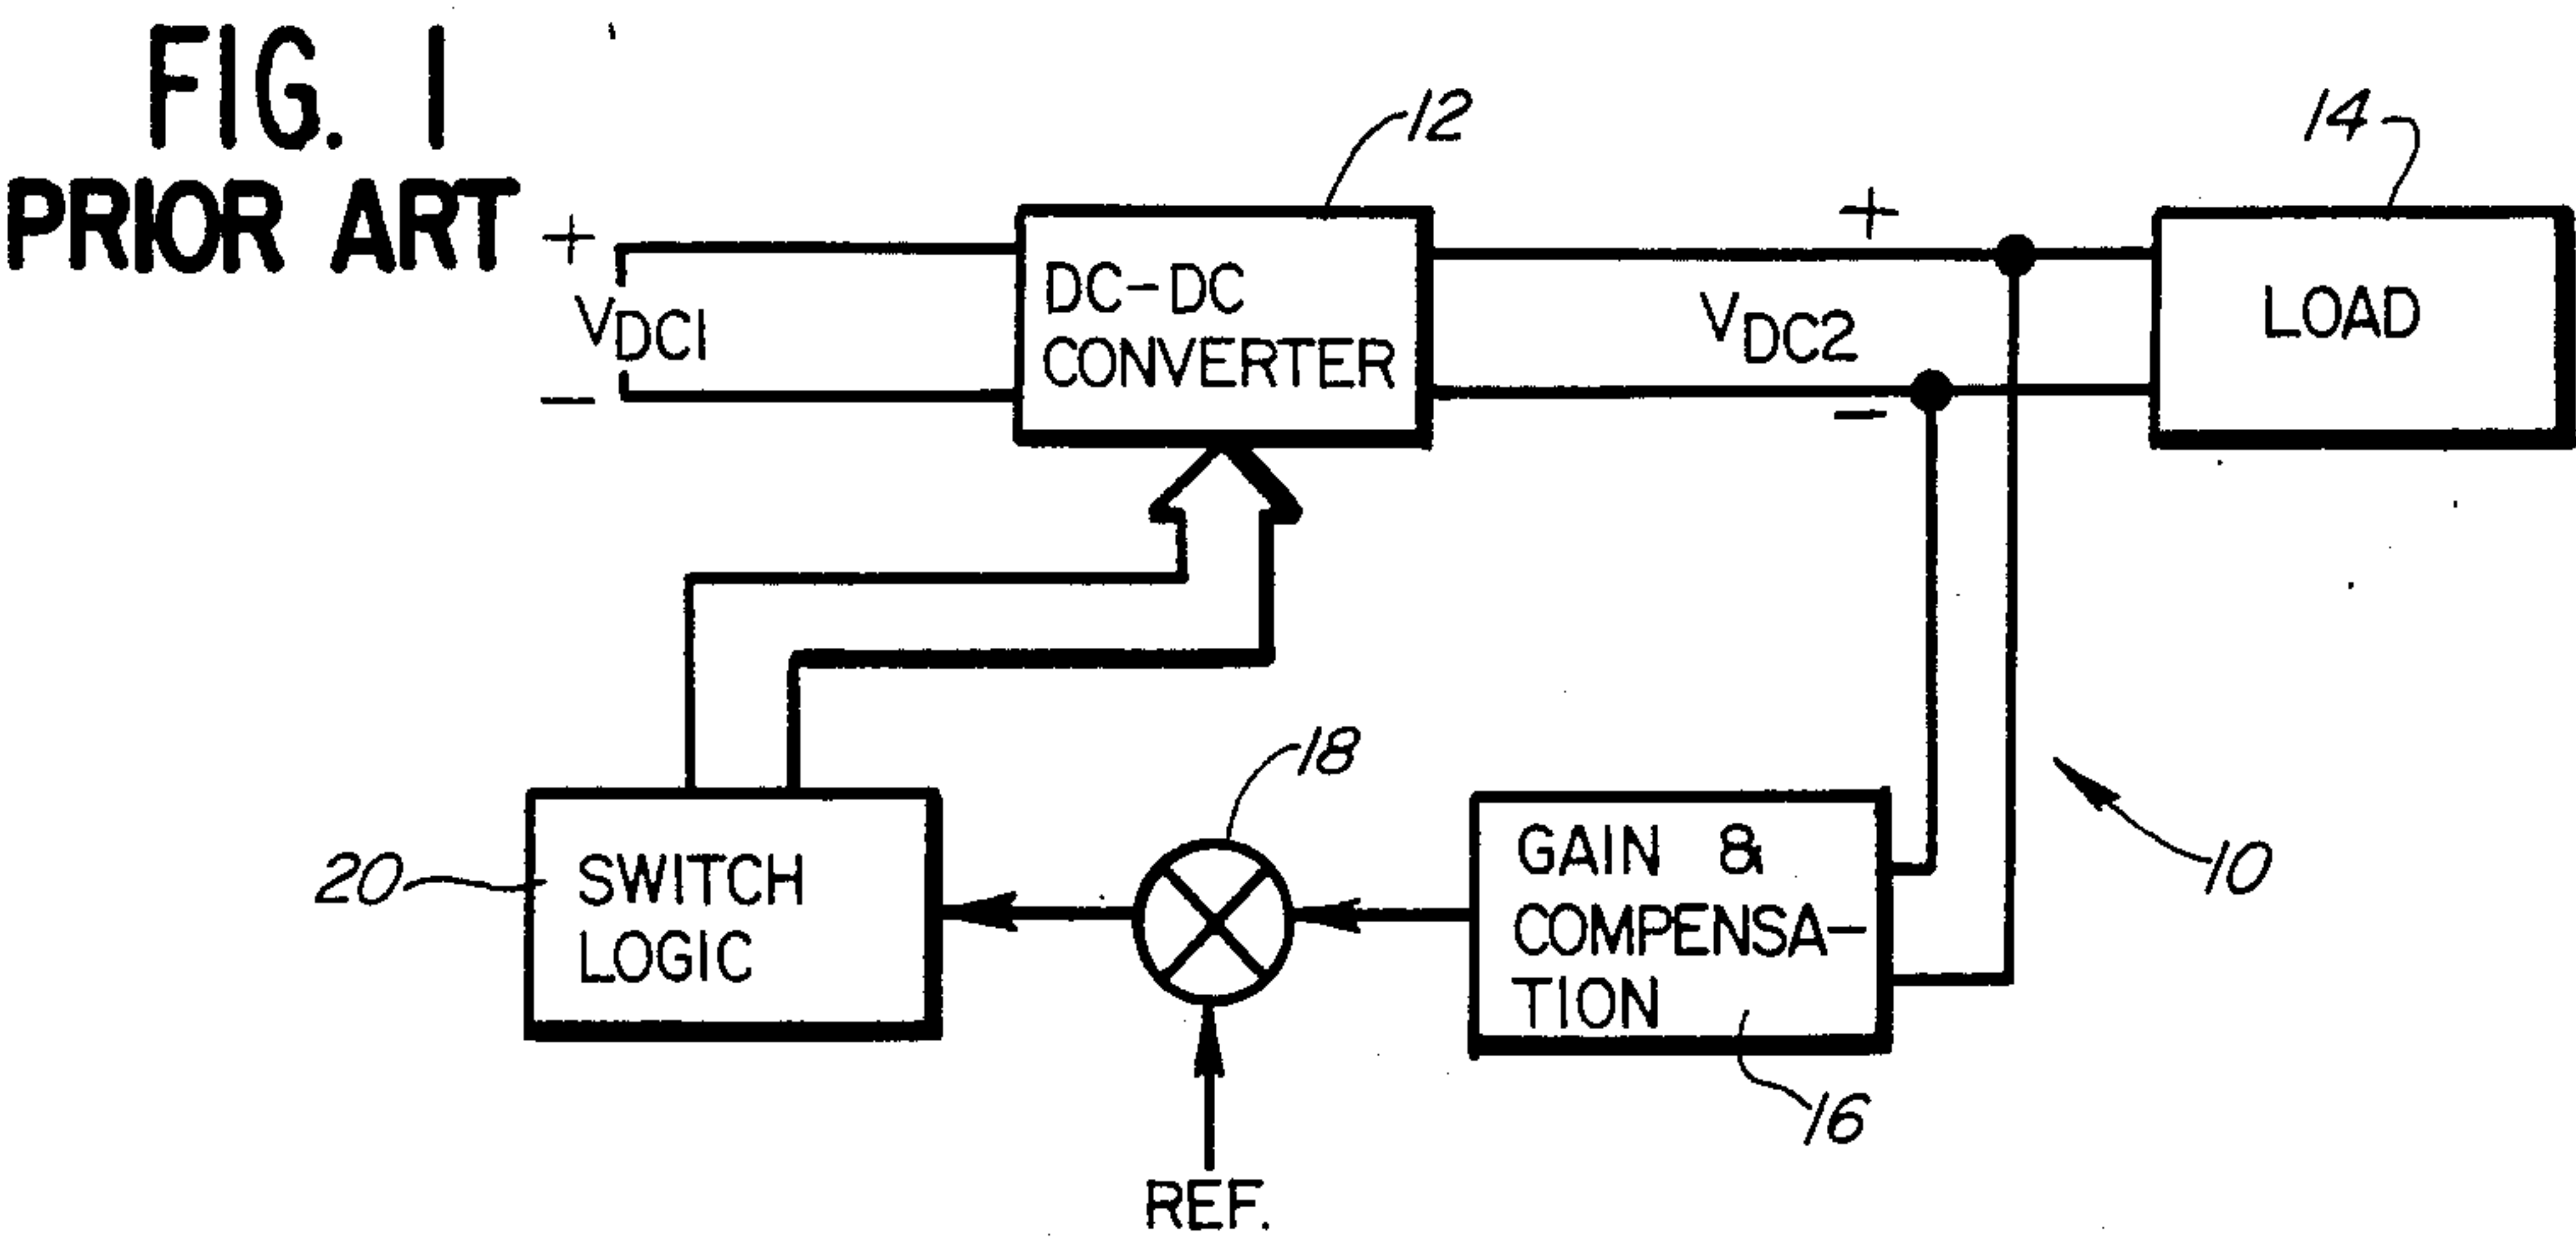 FIG. 1
PRIOR ART
12
14
+
+
DC-DC
CONVERTER
VDC1
VDC2
LOAD
−
−
18
20
SWITCH
LOGIC
GAIN &
COMPENSA-
TION
10
16
REF.